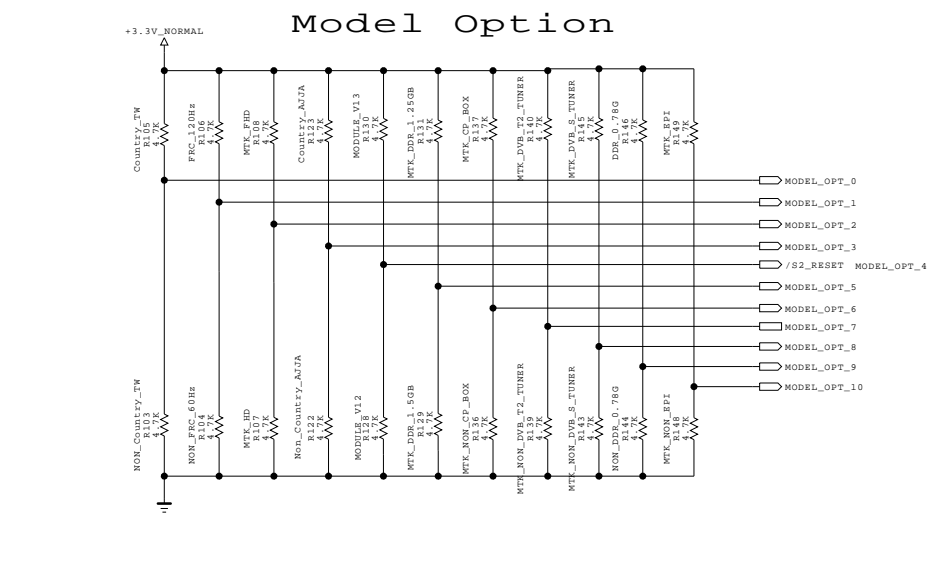 Model Option
+3.3V_NORMAL
Country_TW
R105
4.7K
FRC_120Hz
R106
4.7K
MTK_FHD
R108
4.7K
Country_AJJA
R123
4.7K
MODULE_V13
R130
4.7K
MTK_DDR_1.25GB
R131
4.7K
MTK_CP_BOX
R137
4.7K
MTK_DVB_T2_TUNER
R140
4.7K
MTK_DVB_S_TUNER
R145
4.7K
DDR_0.78G
R146
4.7K
MTK_EPI
R149
4.7K
MODEL_OPT_0
MODEL_OPT_1
MODEL_OPT_2
MODEL_OPT_3
/S2_RESET MODEL_OPT_4
MODEL_OPT_5
MODEL_OPT_6
MODEL_OPT_7
MODEL_OPT_8
MODEL_OPT_9
MODEL_OPT_10
NON_Country_TW
R103
4.7K
NON_FRC_60Hz
R104
4.7K
MTK_HD
R107
4.7K
Non_Country_AJJA
R122
4.7K
MODULE_V12
R128
4.7K
MTK_DDR_1.5GB
R129
4.7K
MTK_NON_CP_BOX
R136
4.7K
MTK_NON_DVB_T2_TUNER
R139
4.7K
MTK_NON_DVB_S_TUNER
R143
4.7K
NON_DDR_0.78G
R144
4.7K
MTK_NON_EPI
R148
4.7K